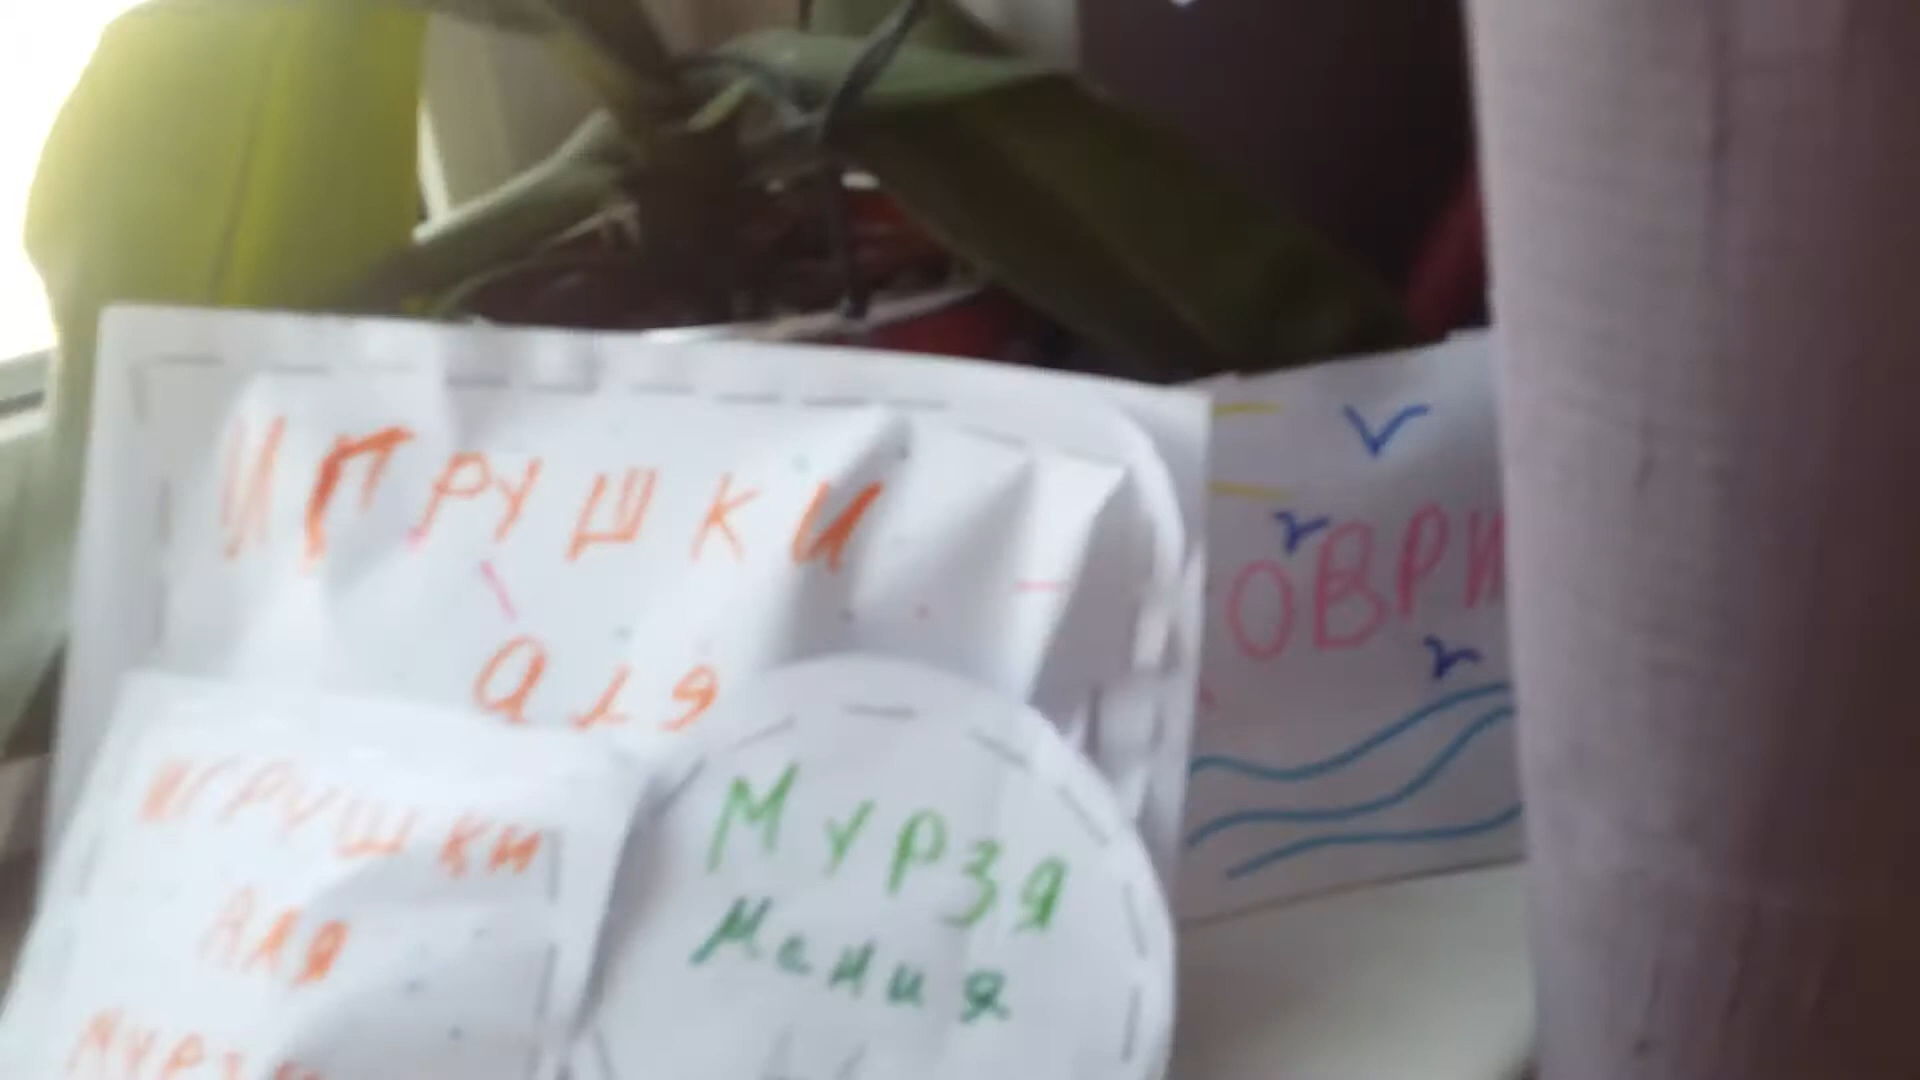 ИГРУШКИ
для
ОВРИ
ИГРУШКИ
для
МУРЗЯ
мания